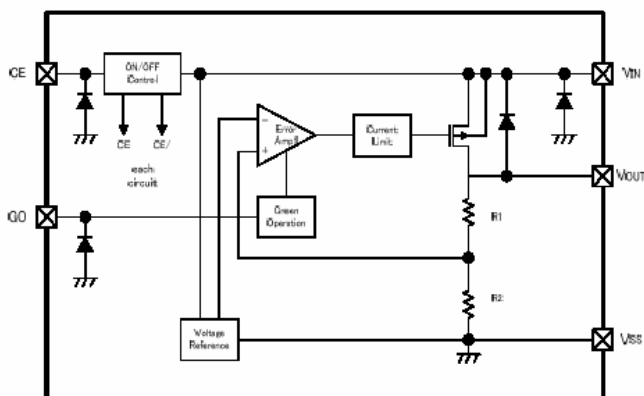 CE
ON/OFF
Control
VIN
CE
CE/
each
circuit
-
+
Error
Amp
Current
Limit
VOUT
GO
Green
Operation
R1
R2
Voltage
Reference
VSS